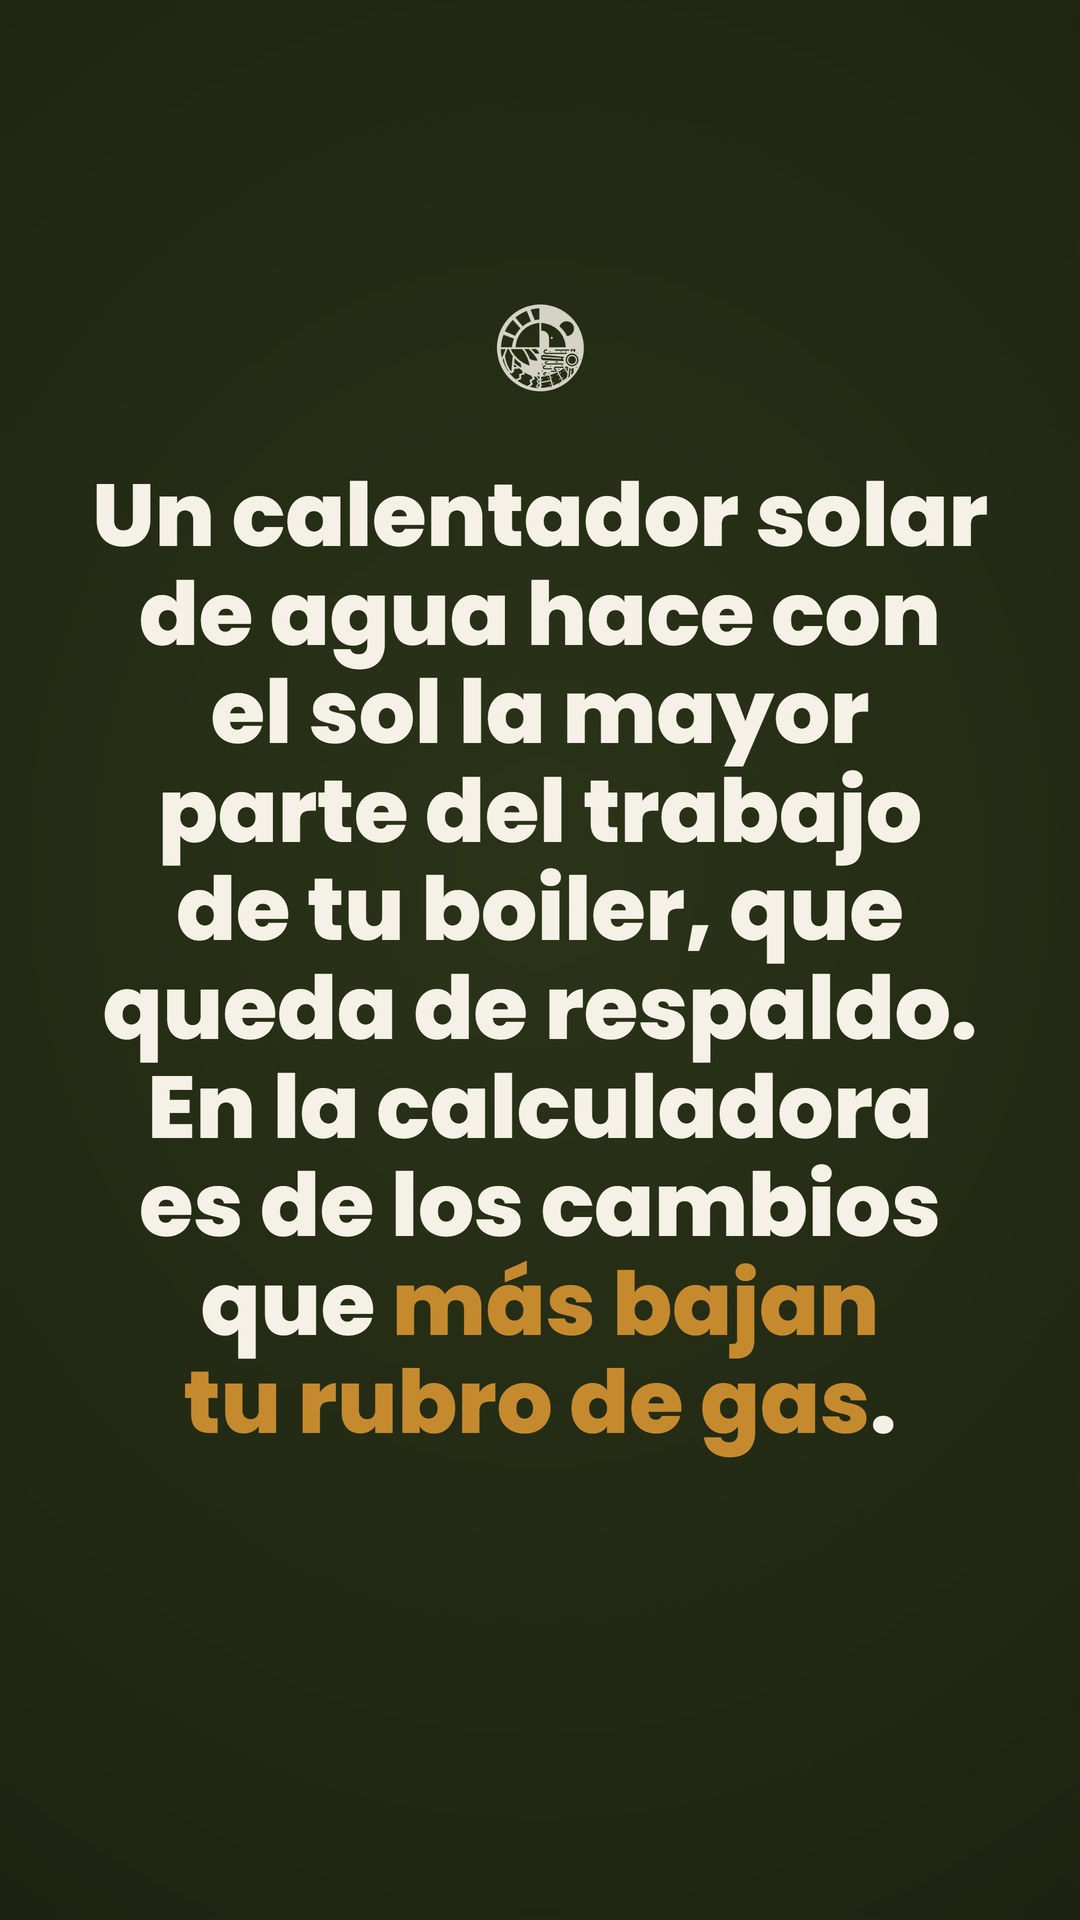 Un calentador solar
de agua hace con
el sol la mayor
parte del trabajo
de tu boiler, que
queda de respaldo.
En la calculadora
es de los cambios
que más bajan
tu rubro de gas.